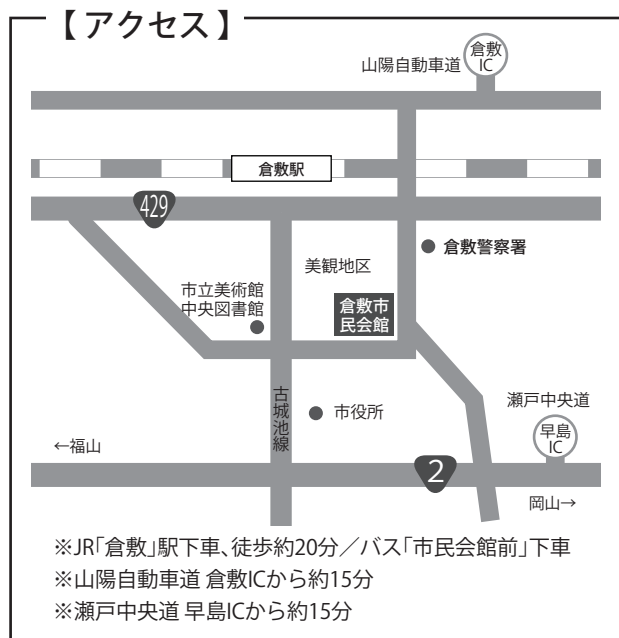 【アクセス】
倉敷
IC
山陽自動車道
倉敷駅
429
倉敷警察署
美観地区
市立美術館
中央図書館
倉敷市
民会館
古城池線
市役所
瀬戸中央道
早島
IC
←福山
2
岡山→
※JR「倉敷」駅下車、徒歩約20分／バス「市民会館前」下車
※山陽自動車道 倉敷ICから約15分
※瀬戸中央道 早島ICから約15分